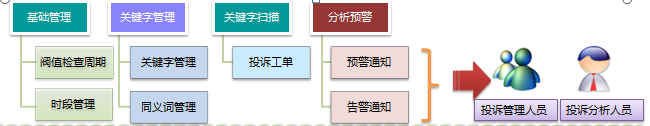 基础管理
关键字管理
关键字扫描
分析预警
阀值检查周期
关键字管理
投诉工单
预警通知
时段管理
同义词管理
告警通知
投诉管理人员
投诉分析人员